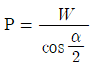 P = W / cos α/2